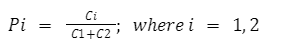 Pi = Ci / C1+C2 ; where i = 1, 2